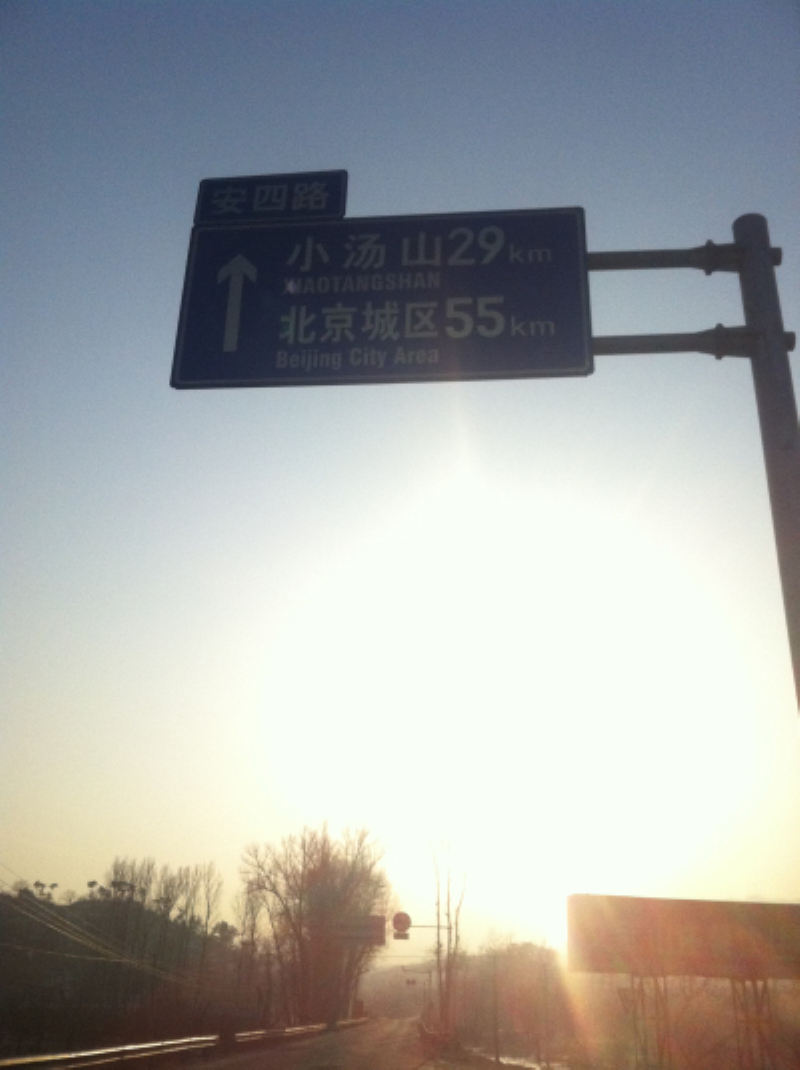 安四路
小汤山29km
XIAOTANGSHAN
北京城区55km
Beijing City Area